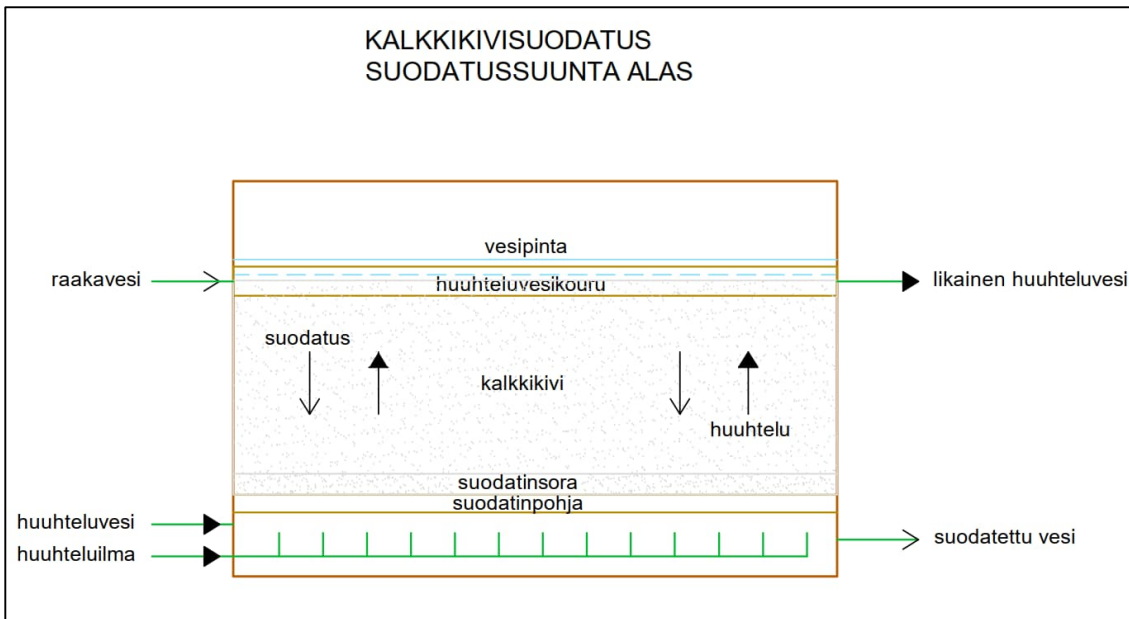 KALKKIKIVISUODATUS
SUODATUSSUUNTA ALAS
vesipinta
raakavesi
huuhteluvesikouru
likainen huuhteluvesi
suodatus
kalkkikivi
huuhtelu
suodatinsora
suodatinpohja
huuhteluvesi
suodatettu vesi
huuhteluilma